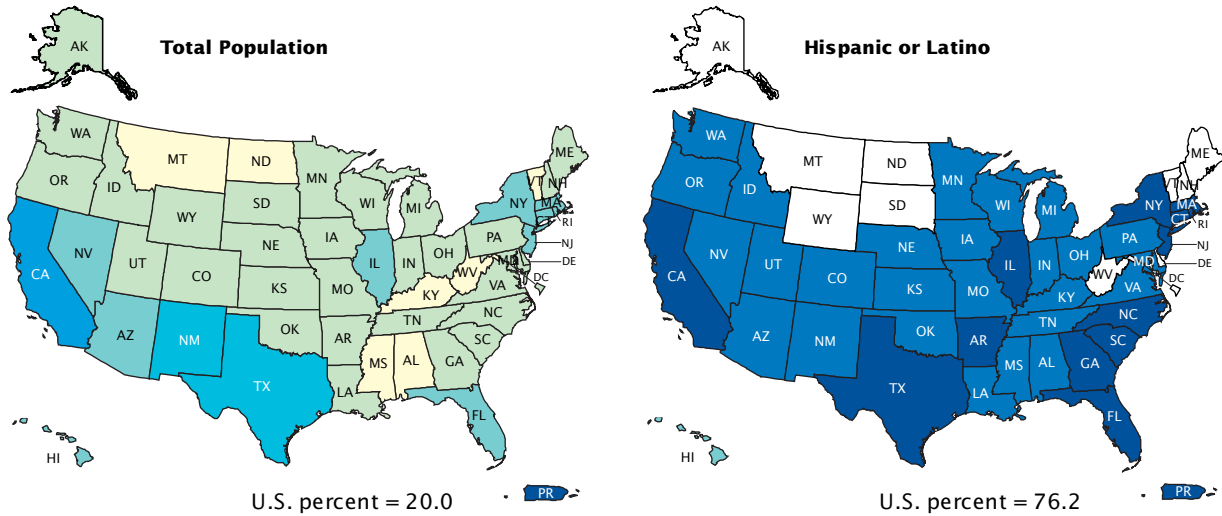 Total Population
AK
WA
OR
ID
MT
ND
WY
SD
MN
WI
MI
ME
NH
NY
MA
RI
NJ
DE
DC
MD
PA
OH
IN
IL
IA
NE
NV
UT
CO
CA
AZ
NM
KS
MO
KY
WV
VA
NC
TN
SC
OK
AR
TX
LA
MS
AL
GA
FL
HI
PR
U.S. percent = 20.0
Hispanic or Latino
AK
WA
OR
ID
MT
ND
WY
SD
MN
WI
MI
ME
VT
NH
NY
MA
CT
RI
NJ
DE
DC
MD
PA
OH
IN
IL
IA
NE
NV
UT
CO
CA
AZ
NM
KS
MO
KY
WV
VA
NC
TN
SC
OK
AR
TX
LA
MS
AL
GA
FL
HI
PR
U.S. percent = 76.2